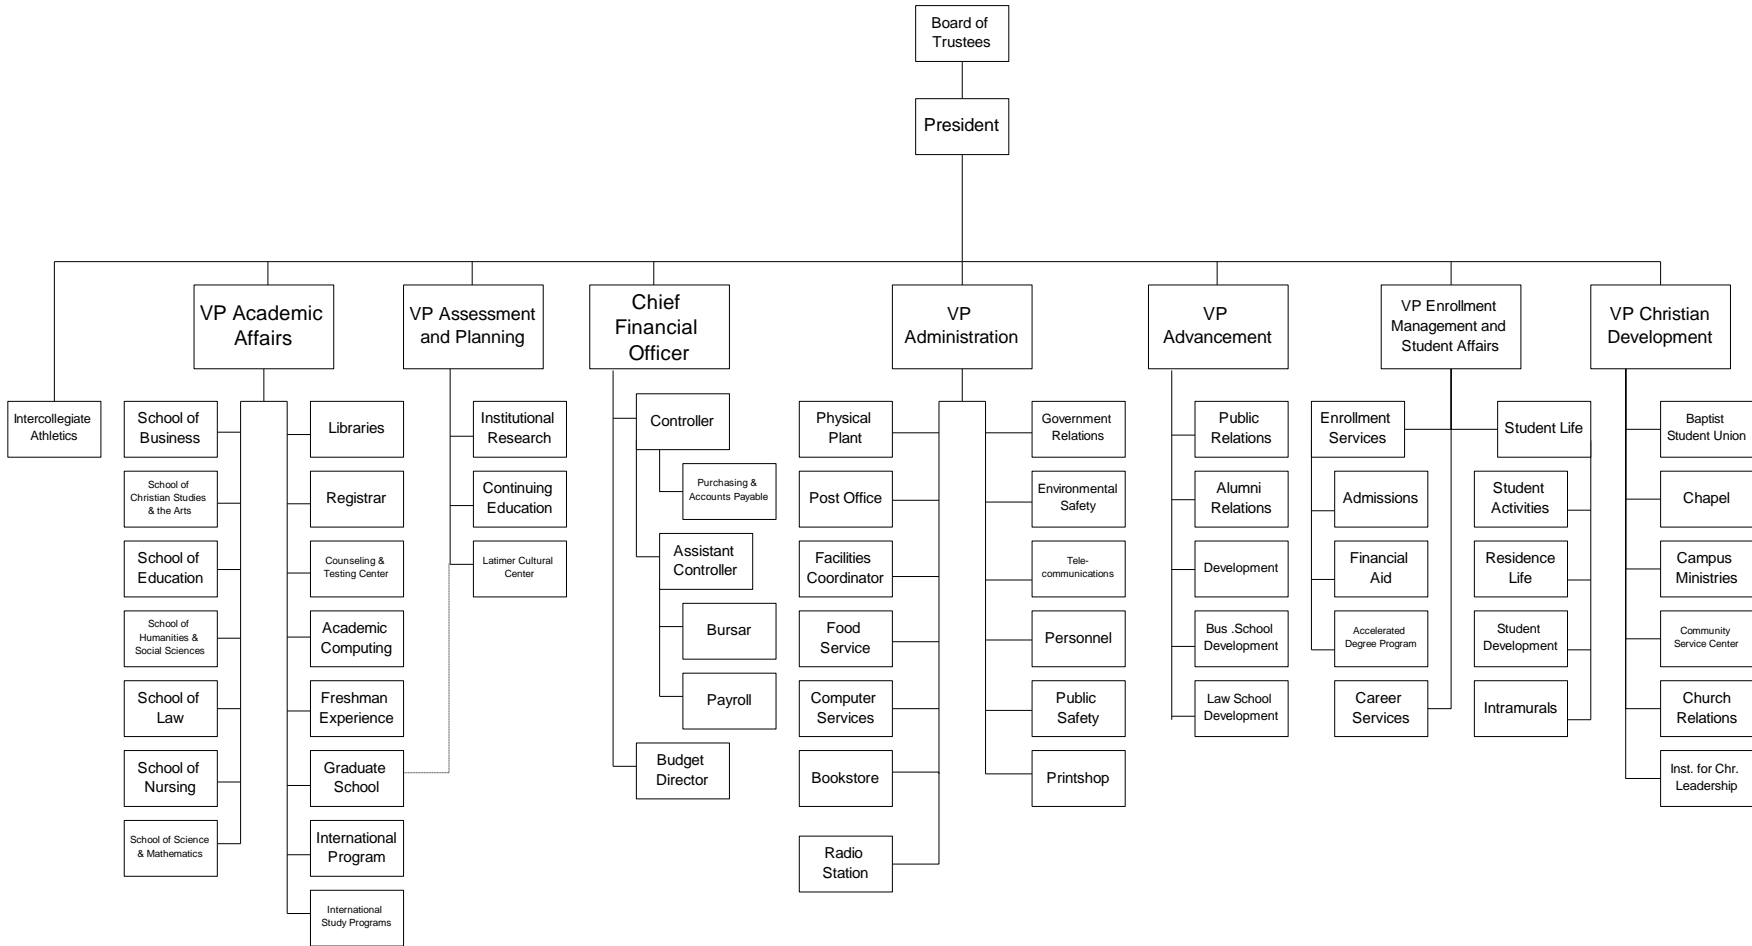 Board of
Trustees
President
VP Academic
Affairs
VP Assessment
and Planning
Chief
Financial
Officer
VP
Administration
VP
Advancement
VP Enrollment
Management and
Student Affairs
VP Christian
Development
Intercollegiate
Athletics
School of
Business
School of
Christian Studies
& the Arts
School of
Education
School of
Humanities &
Social Sciences
School of
Law
School of
Nursing
School of Science
& Mathematics
Libraries
Registrar
Counseling &
Testing Center
Academic
Computing
Freshman
Experience
Graduate
School
International
Program
International
Study Programs
Institutional
Research
Continuing
Education
Latimer Cultural
Center
Controller
Purchasing &
Accounts Payable
Assistant
Controller
Bursar
Payroll
Budget
Director
Physical
Plant
Post Office
Facilities
Coordinator
Food
Service
Computer
Services
Bookstore
Radio
Station
Government
Relations
Environmental
Safety
Tele-
communications
Personnel
Public
Safety
Printshop
Public
Relations
Alumni
Relations
Development
Bus .School
Development
Law School
Development
Enrollment
Services
Admissions
Financial
Aid
Accelerated
Degree Program
Career
Services
Student Life
Student
Activities
Residence
Life
Student
Development
Intramurals
Baptist
Student Union
Chapel
Campus
Ministries
Community
Service Center
Church
Relations
Inst. for Chr.
Leadership